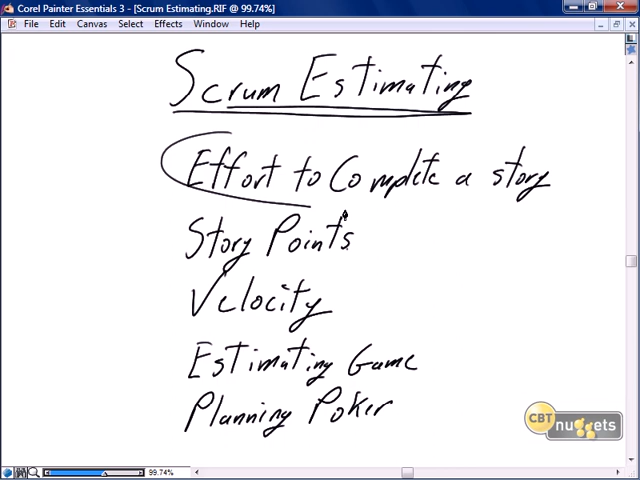 Corel Painter Essentials 3 - [Scrum Estimating.RIF @ 99.74%]
File Edit Canvas Select Effects Window Help
Scrum Estimating
Effort to Complete a story
Story Points
Velocity
Estimating Game
Planning Poker
CBT nuggets
99.74%